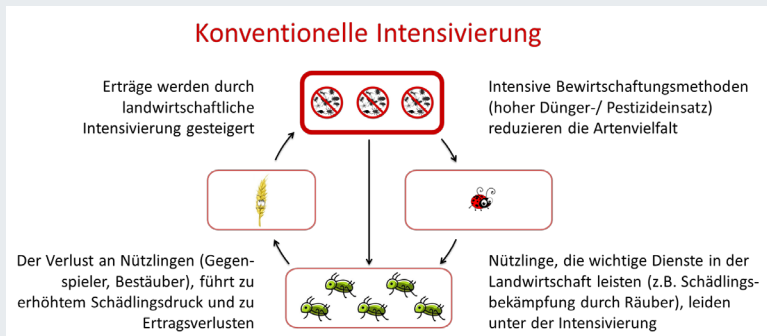 Konventionelle Intensivierung
Erträge werden durch
landwirtschaftliche
Intensivierung gesteigert
Intensive Bewirtschaftungsmethoden
(hoher Dünger-/ Pestizideinsatz)
reduzieren die Artenvielfalt
Der Verlust an Nützlingen (Gegen-
spieler, Bestäuber), führt zu
erhöhtem Schädlingsdruck und zu
Ertragsverlusten
Nützlinge, die wichtige Dienste in der
Landwirtschaft leisten (z.B. Schädlings-
bekämpfung durch Räuber), leiden
unter der Intensivierung